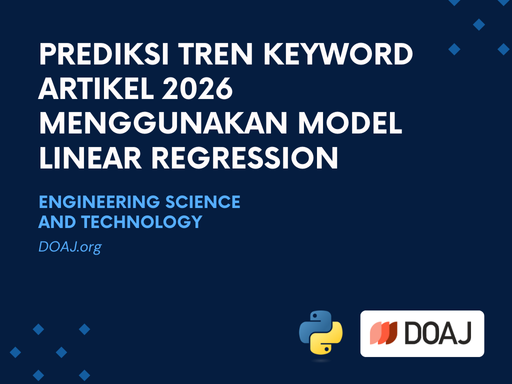 PREDIKSI TREN KEYWORD
ARTIKEL 2026
MENGGUNAKAN MODEL
LINEAR REGRESSION
ENGINEERING SCIENCE
AND TECHNOLOGY
DOAJ.org
DOAJ